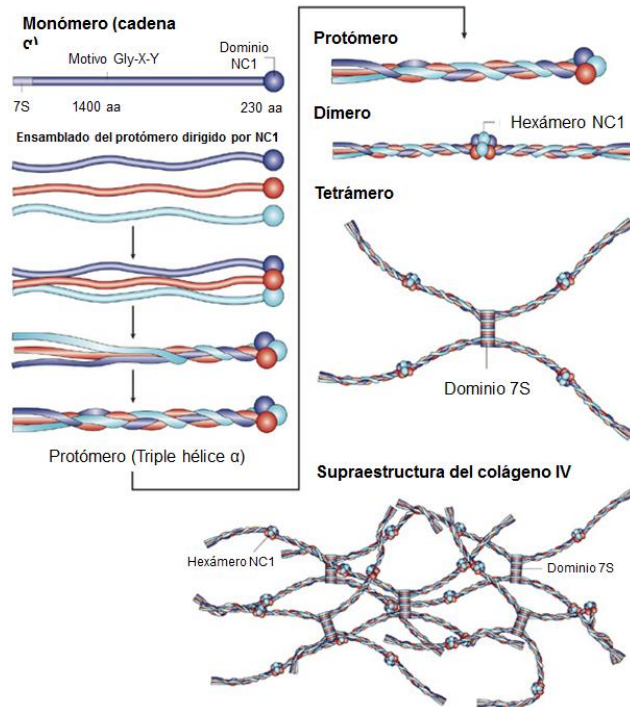 Monómero (cadena
α)
Motivo Gly-X-Y
Dominio
NC1
7S
1400 aa
230 aa
Ensamblado del protómero dirigido por NC1
Protómero (Triple hélice α)
Protómero
Dímero
Hexámero NC1
Tetrámero
Dominio 7S
Supraestructura del colágeno IV
Hexámero NC1
Dominio 7S